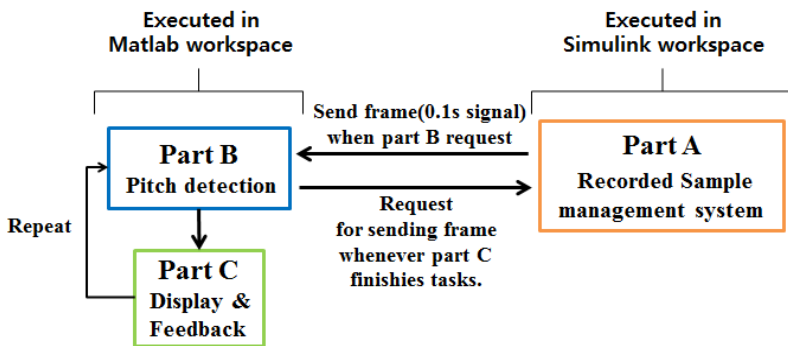 Executed in
Matlab workspace
Executed in
Simulink workspace
Send frame(0.1s signal)
when part B request
Part B
Pitch detection
Part A
Recorded Sample
management system
Request
for sending frame
whenever part C
finishies tasks.
Repeat
Part C
Display &
Feedback